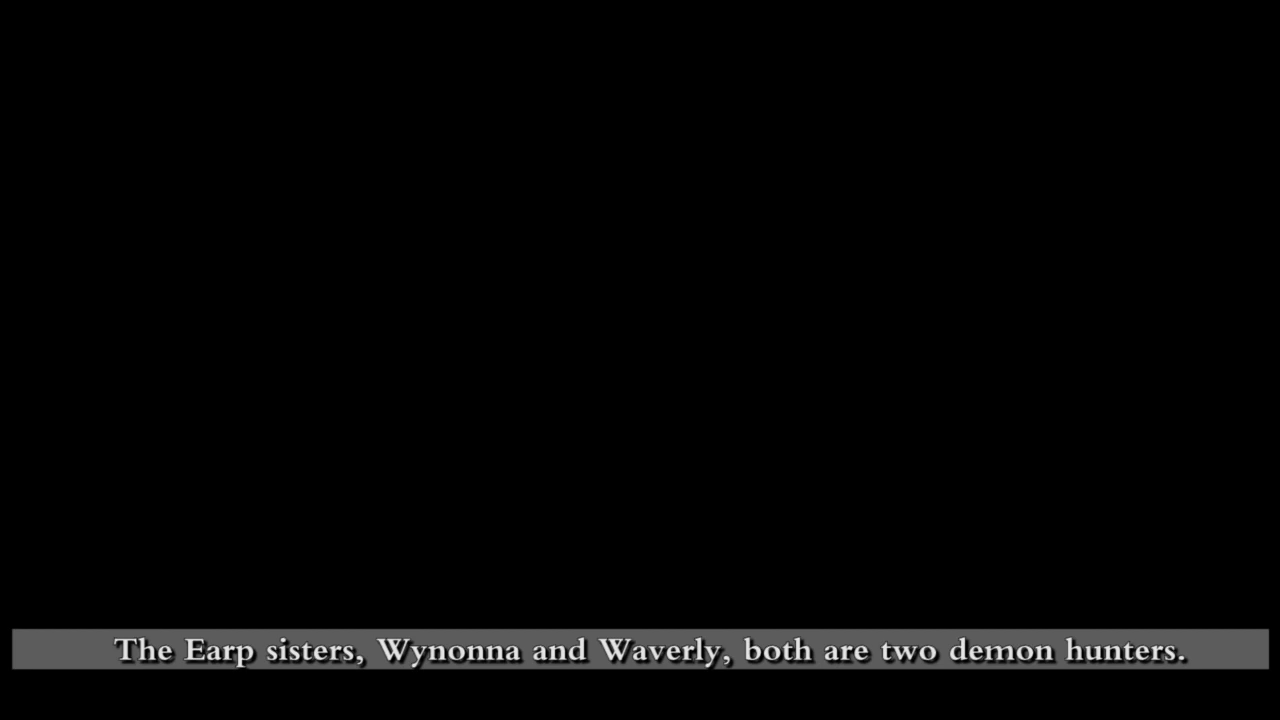 The Earp sisters, Wynonna and Waverly, both are two demon hunters.